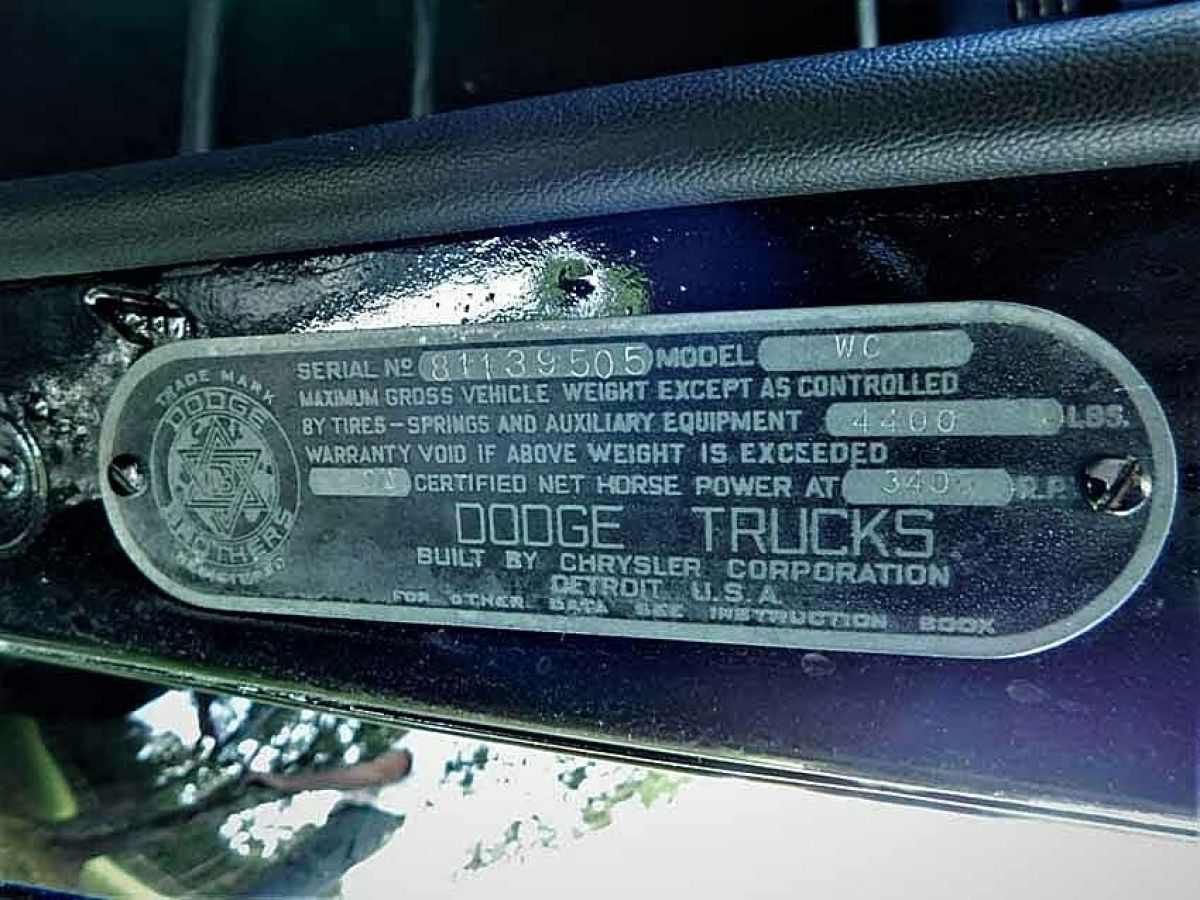 TRADE MARK
DODGE
BROTHERS
SERIAL Nº 81139505 MODEL WC
MAXIMUM GROSS VEHICLE WEIGHT EXCEPT AS CONTROLLED
BY TIRES-SPRINGS AND AUXILIARY EQUIPMENT 4400 LBS.
WARRANTY VOID IF ABOVE WEIGHT IS EXCEEDED
CERTIFIED NET HORSE POWER AT 340
DODGE TRUCKS
BUILT BY CHRYSLER CORPORATION
DETROIT U.S.A.
FOR OTHER DATA SEE INSTRUCTION BOOK